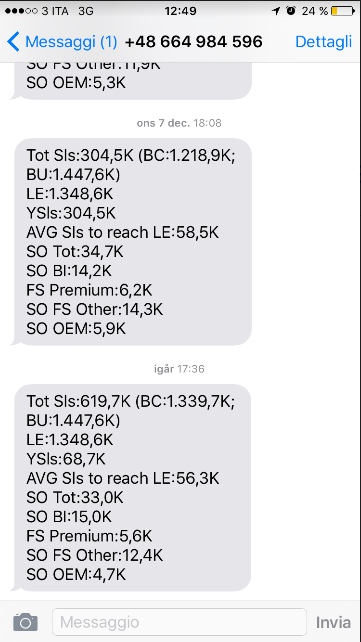 3 ITA 3G 12:49 24 %
Messaggi (1) +48 664 984 596 Dettagli
SO FS Other:11,9K
SO OEM:5,3K
ons 7 dec. 18:08
Tot Sls:304,5K (BC:1.218,9K;
BU:1.447,6K)
LE:1.348,6K
YSls:304,5K
AVG Sls to reach LE:58,5K
SO Tot:34,7K
SO BI:14,2K
FS Premium:6,2K
SO FS Other:14,3K
SO OEM:5,9K
igår 17:36
Tot Sls:619,7K (BC:1.339,7K;
BU:1.447,6K)
LE:1.348,6K
YSls:68,7K
AVG Sls to reach LE:56,3K
SO Tot:33,0K
SO BI:15,0K
FS Premium:5,6K
SO FS Other:12,4K
SO OEM:4,7K
Messaggio Invia